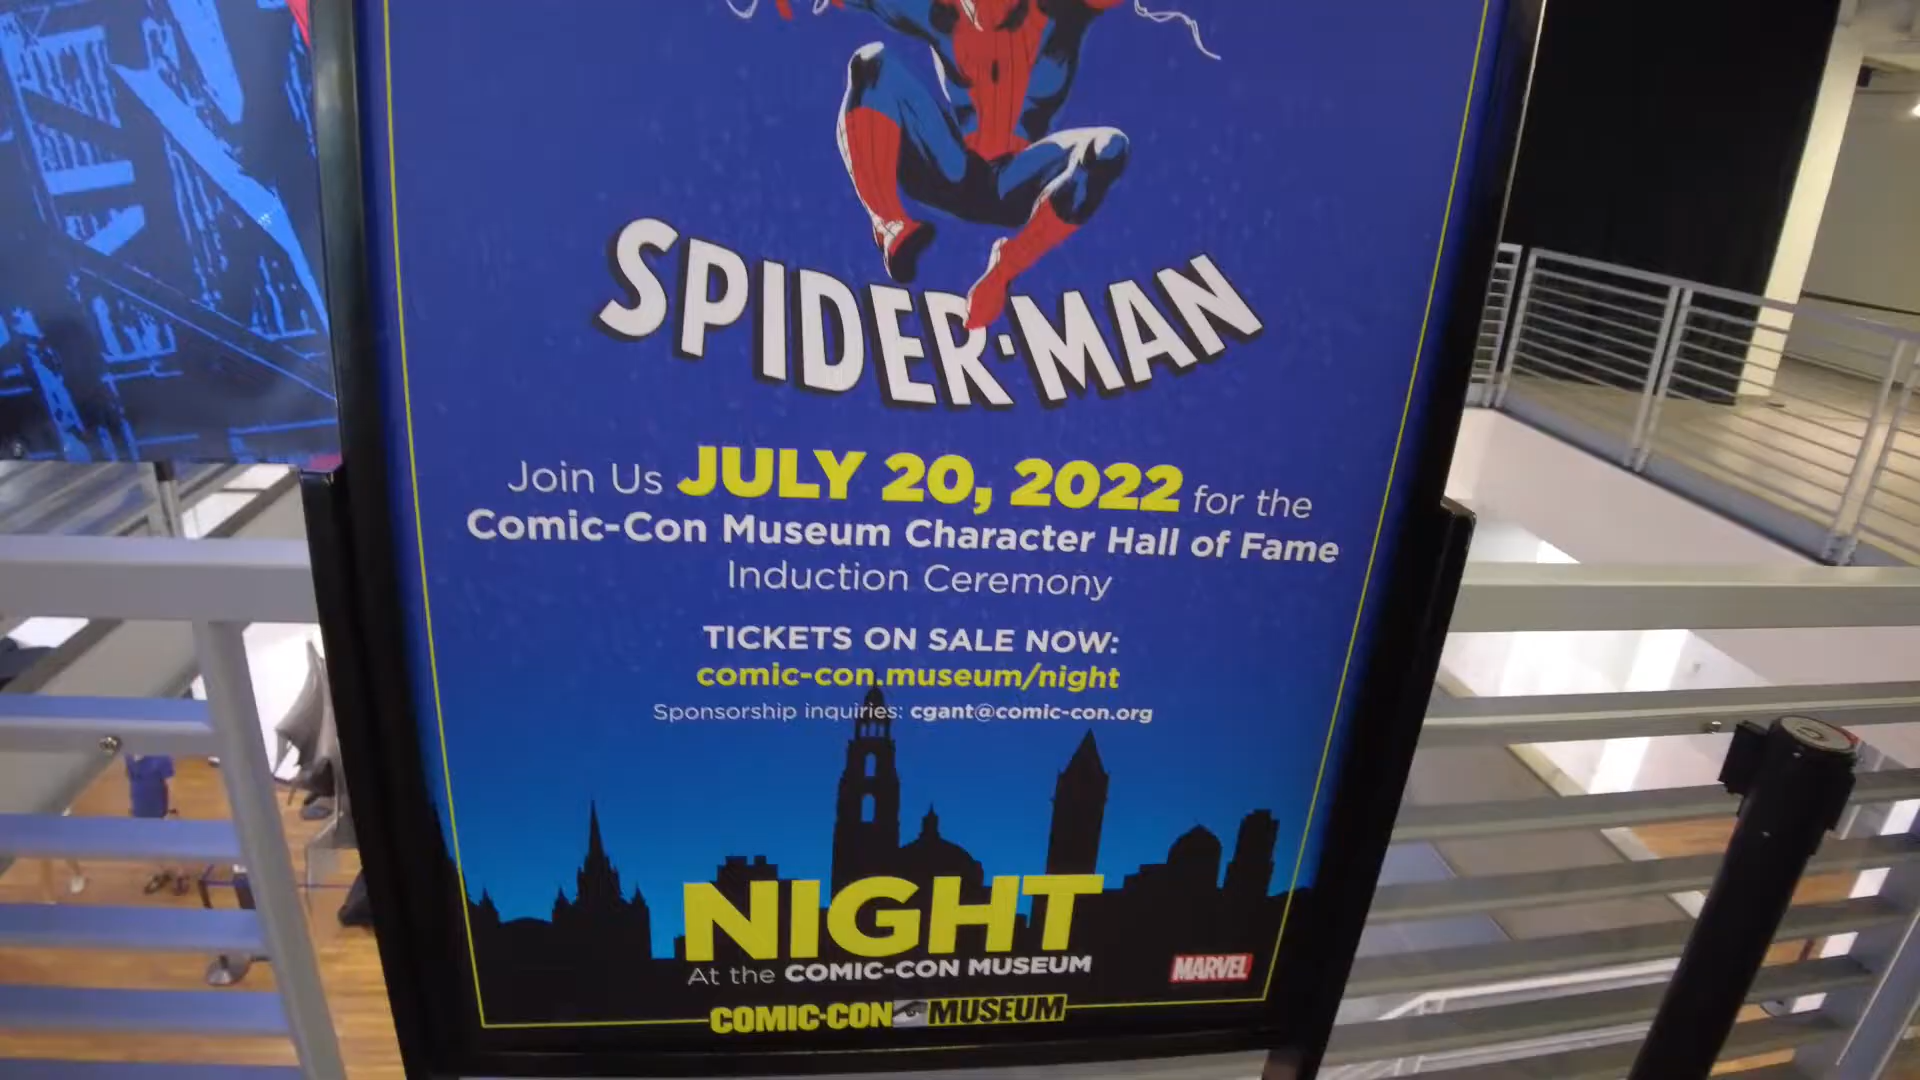 SPIDER-MAN
Join Us JULY 20, 2022 for the
Comic-Con Museum Character Hall of Fame
Induction Ceremony
TICKETS ON SALE NOW:
comic-con.museum/night
Sponsorship inquiries: cgant@comic-con.org
NIGHT
At the COMIC-CON MUSEUM
MARVEL
COMIC-CON MUSEUM